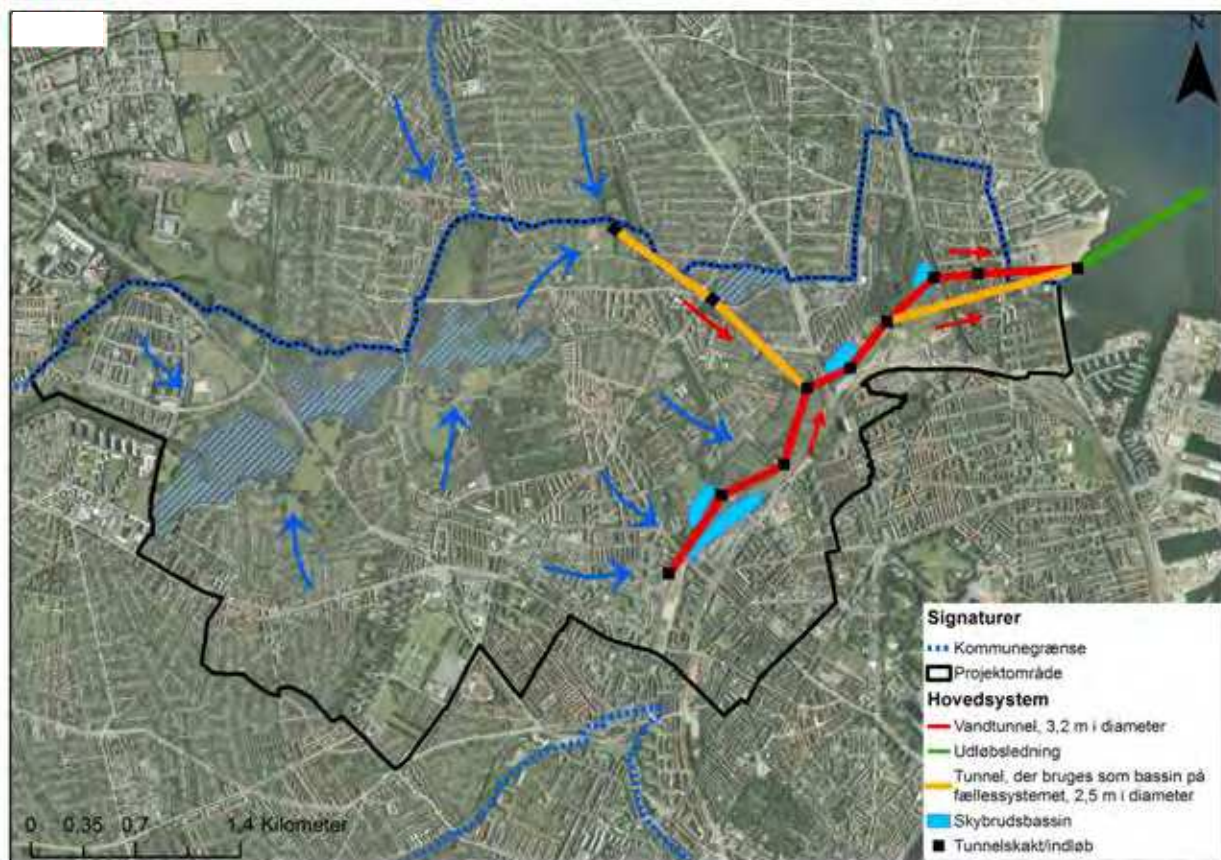 Z
Signaturer
Kommunegrænse
Projektområde
Hovedsystem
Vandtunnel, 3,2 m i diameter
Udløbsledning
Tunnel, der bruges som bassin på
fællessystemet, 2,5 m i diameter
Skybrudsbassin
Tunnelskakt/indløb
0 0.35 0,7 1,4 Kilometer